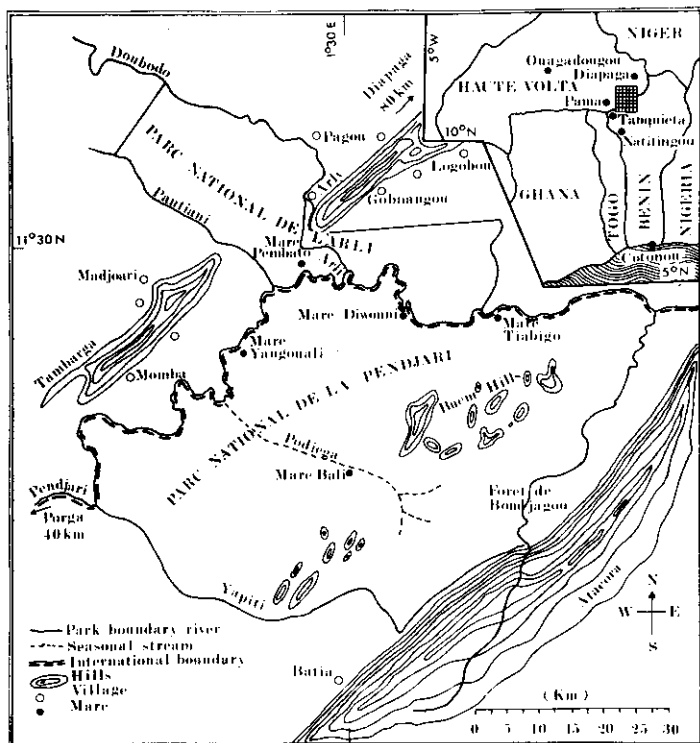 1°30 E
5°W
NIGER
Ouagadougou
Diapaga
HAUTE VOLTA
Pama
Tanquieta
Natitingou
10°N
GHANA
TOGO
BENIN
NIGERIA
Cotonou
5°N
Doubodo
Diapaga
80 km
Pagou
Logobou
Arly
Gobnangou
PARC NATIONAL DE L'ARLI
Pantiani
11°30 N
Mare
Pembato
Arly
Madjoari
Mare Diwouni
Mare
Tiabigo
Mare
Yangouali
Tambarga
Momba
PARC NATIONAL DE LA PENDJARI
Buem Hill
Podiega
Mare Bali
Foret de
Bondjagou
Pendjari
Porga
40 km
Yapiti
Atacora
N
W E
S
Batia
Park boundary river
Seasonal stream
International boundary
Hills
Village
Mare
(Km)
0 5 10 15 20 25 30